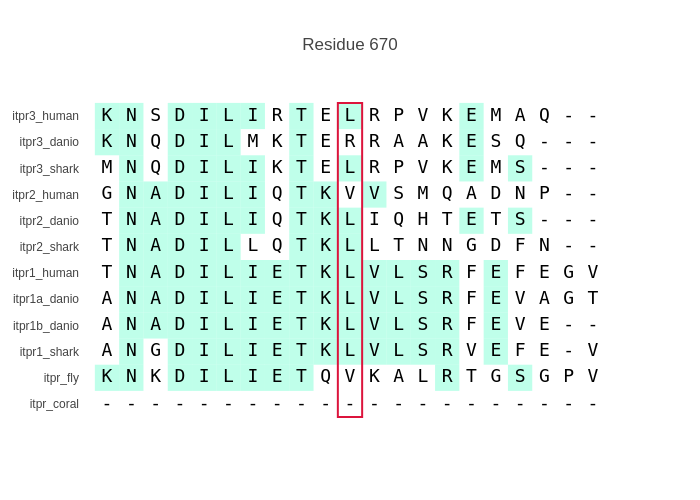 Residue 670
itpr3_human K N S D I L I R T E L R P V K E M A Q - -
itpr3_danio K N Q D I L M K T E R R A A K E S Q - - -
itpr3_shark M N Q D I L I K T E L R P V K E M S - - -
itpr2_human G N A D I L I Q T K V V S M Q A D N P - -
itpr2_danio T N A D I L I Q T K L I Q H T E T S - - -
itpr2_shark T N A D I L L Q T K L L T N N G D F N - -
itpr1_human T N A D I L I E T K L V L S R F E F E G V
itpr1a_danio A N A D I L I E T K L V L S R F E V A G T
itpr1b_danio A N A D I L I E T K L V L S R F E V E - -
itpr1_shark A N G D I L I E T K L V L S R V E F E - V
itpr_fly K N K D I L I E T Q V K A L R T G S G P V
itpr_coral - - - - - - - - - - - - - - - - - - - - -